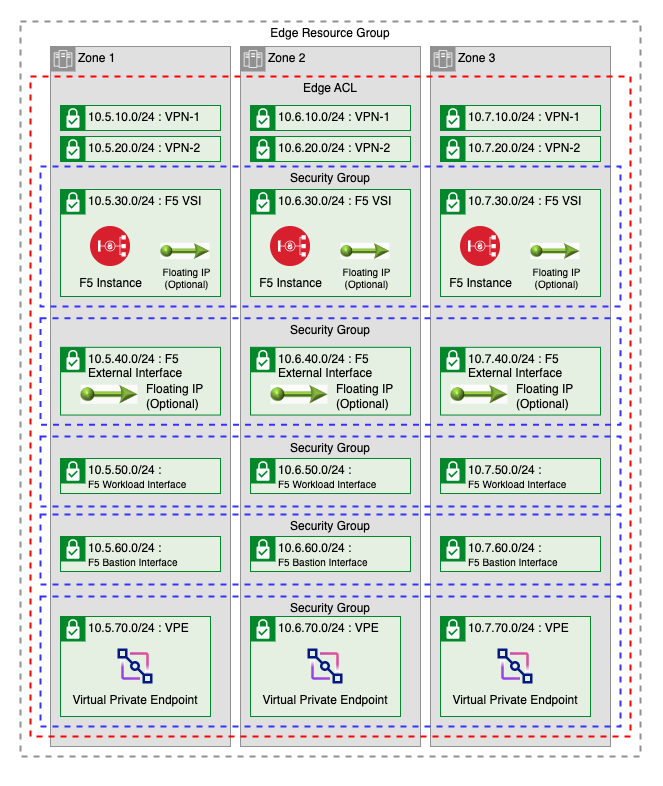 Edge Resource Group
Zone 1
Zone 2
Zone 3
Edge ACL
10.5.10.0/24 : VPN-1
10.6.10.0/24 : VPN-1
10.7.10.0/24 : VPN-1
10.5.20.0/24 : VPN-2
10.6.20.0/24 : VPN-2
10.7.20.0/24 : VPN-2
Security Group
10.5.30.0/24 : F5 VSI
10.6.30.0/24 : F5 VSI
10.7.30.0/24 : F5 VSI
F5 Instance
Floating IP
(Optional)
F5 Instance
Floating IP
(Optional)
F5 Instance
Floating IP
(Optional)
Security Group
10.5.40.0/24 : F5
External Interface
Floating IP
(Optional)
10.6.40.0/24 : F5
External Interface
Floating IP
(Optional)
10.7.40.0/24 : F5
External Interface
Floating IP
(Optional)
Security Group
10.5.50.0/24 :
F5 Workload Interface
10.6.50.0/24 :
F5 Workload Interface
10.7.50.0/24 :
F5 Workload Interface
Security Group
10.5.60.0/24 :
F5 Bastion Interface
10.6.60.0/24 :
F5 Bastion Interface
10.7.60.0/24 :
F5 Bastion Interface
Security Group
10.5.70.0/24 : VPE
Virtual Private Endpoint
10.6.70.0/24 : VPE
Virtual Private Endpoint
10.7.70.0/24 : VPE
Virtual Private Endpoint